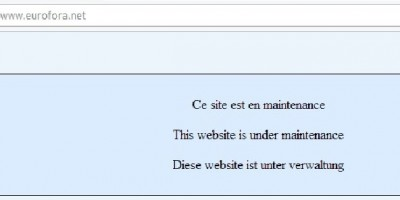 www.eurofora.net
Ce site est en maintenance
This website is under maintenance
Diese website ist unter verwaltung